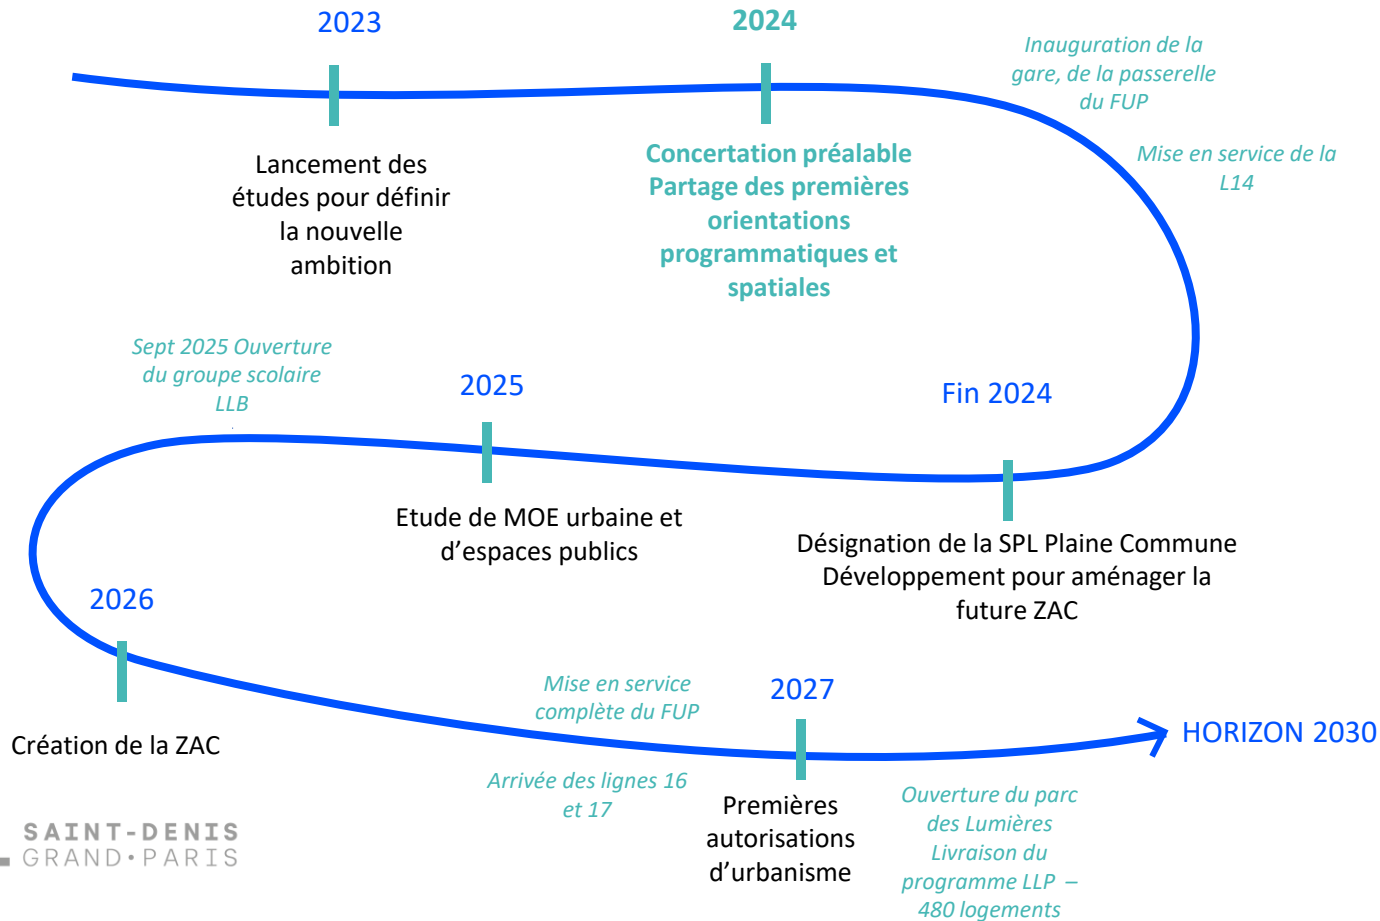 2023
2024
Inauguration de la
gare, de la passerelle
du FUP
Mise en service de la
L14
Lancement des
études pour définir
la nouvelle
ambition
Concertation préalable
Partage des premières
orientations
programmatiques et
spatiales
Sept 2025 Ouverture
du groupe scolaire
LLB
2025
Fin 2024
Etude de MOE urbaine et
d’espaces publics
Désignation de la SPL Plaine Commune
Développement pour aménager la
future ZAC
2026
Création de la ZAC
Mise en service
complète du FUP
2027
HORIZON 2030
Arrivée des lignes 16
et 17
Premières
autorisations
d’urbanisme
Ouverture du parc
des Lumières
Livraison du
programme LLP –
480 logements
SAINT-DENIS
GRAND•PARIS